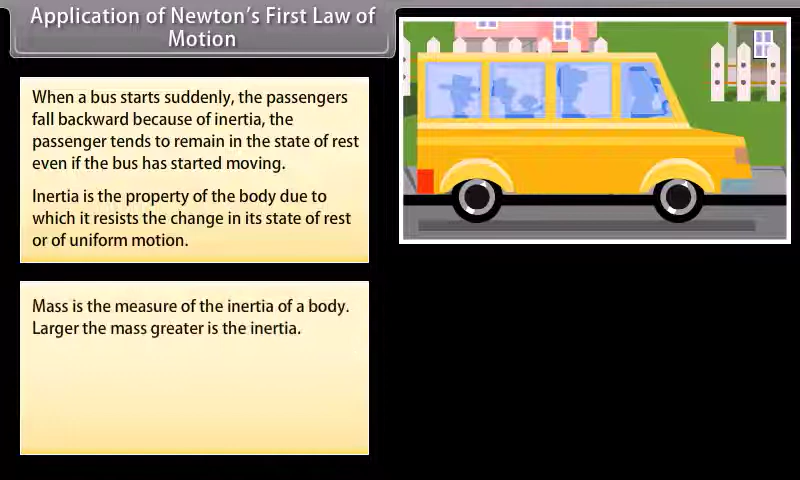 Application of Newton's First Law of
Motion
When a bus starts suddenly, the passengers
fall backward because of inertia, the
passenger tends to remain in the state of rest
even if the bus has started moving.
Inertia is the property of the body due to
which it resists the change in its state of rest
or of uniform motion.
Mass is the measure of the inertia of a body.
Larger the mass greater is the inertia.